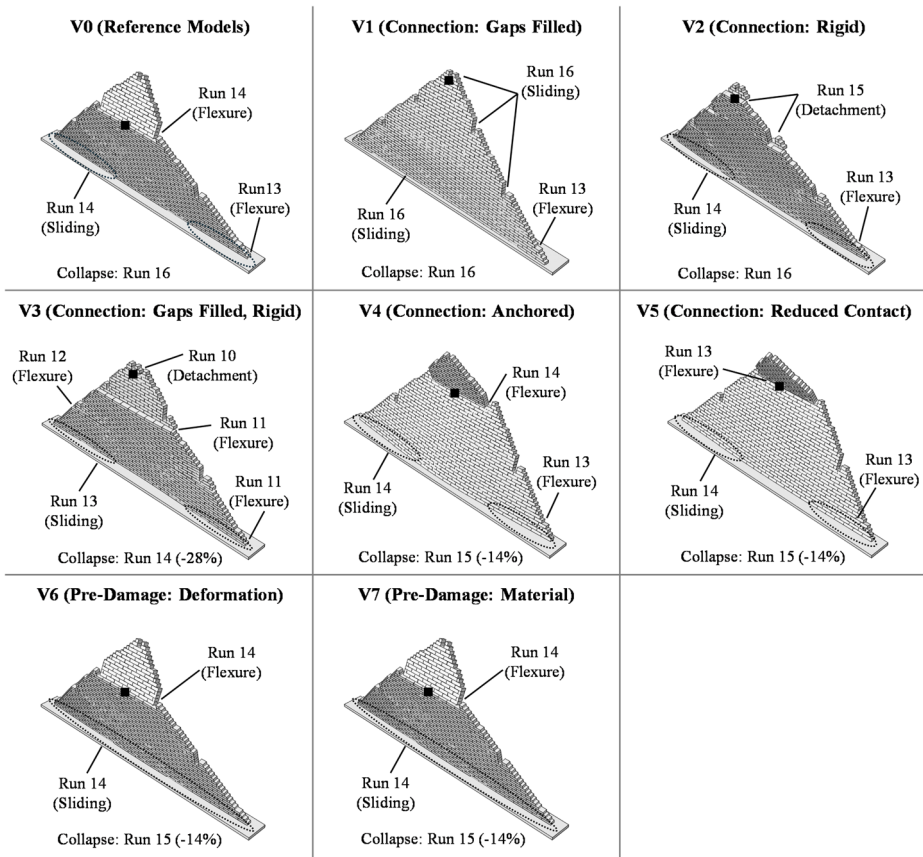 V0 (Reference Models)
Run 14
(Flexure)
Run13
(Flexure)
Run 14
(Sliding)
Collapse: Run 16
V1 (Connection: Gaps Filled)
Run 16
(Sliding)
Run 13
(Flexure)
Run 16
(Sliding)
Collapse: Run 16
V2 (Connection: Rigid)
Run 15
(Detachment)
Run 13
(Flexure)
Run 14
(Sliding)
Collapse: Run 16
V3 (Connection: Gaps Filled, Rigid)
Run 12
(Flexure)
Run 10
(Detachment)
Run 11
(Flexure)
Run 11
(Flexure)
Run 13
(Sliding)
Collapse: Run 14 (-28%)
V4 (Connection: Anchored)
Run 14
(Flexure)
Run 13
(Flexure)
Run 14
(Sliding)
Collapse: Run 15 (-14%)
V5 (Connection: Reduced Contact)
Run 13
(Flexure)
Run 13
(Flexure)
Run 14
(Sliding)
Collapse: Run 15 (-14%)
V6 (Pre-Damage: Deformation)
Run 14
(Flexure)
Run 14
(Sliding)
Collapse: Run 15 (-14%)
V7 (Pre-Damage: Material)
Run 14
(Flexure)
Run 14
(Sliding)
Collapse: Run 15 (-14%)